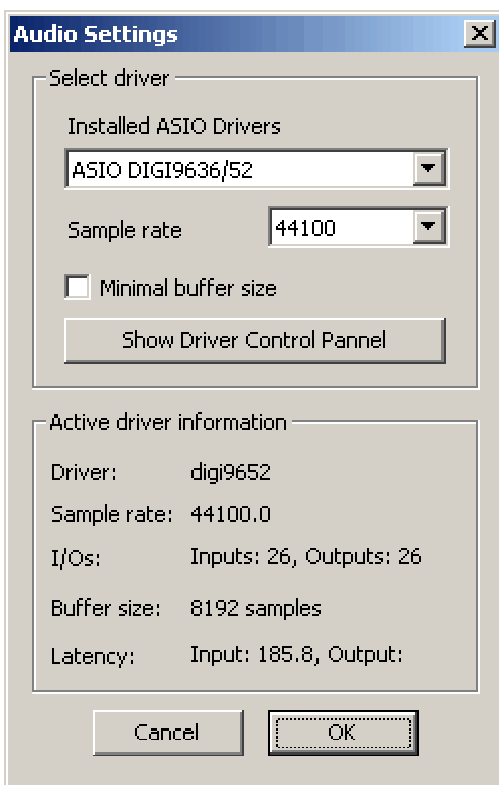 Audio Settings
Select driver
Installed ASIO Drivers
ASIO DIGI9636/52
Sample rate 44100
Minimal buffer size
Show Driver Control Pannel
Active driver information
Driver: digi9652
Sample rate: 44100.0
I/Os: Inputs: 26, Outputs: 26
Buffer size: 8192 samples
Latency: Input: 185.8, Output:
Cancel OK